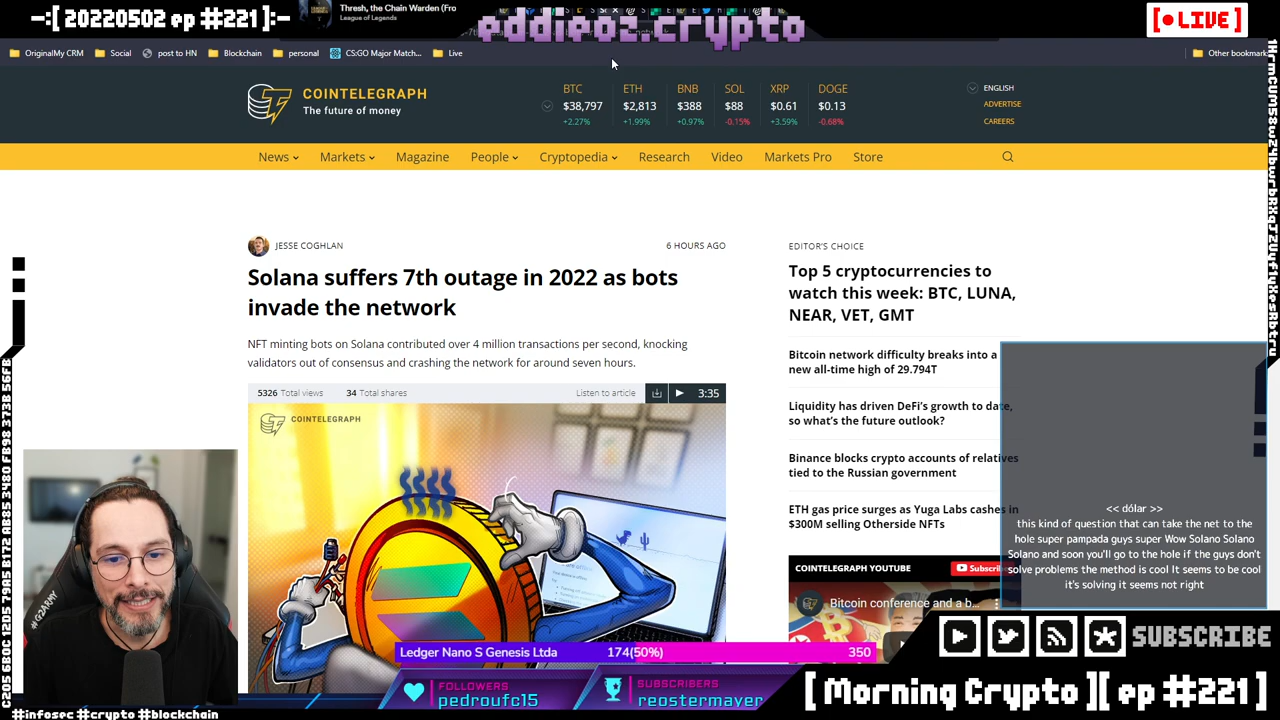 -:[ 20220502 ep #221 ]:-
Thresh, the Chain Warden (Fro
League of Legends
eddieoz.crypto
[ LIVE ]
OriginalMy CRM
Social
post to HN
Blockchain
personal
CS:GO Major Match...
Live
Other bookmark
COINTELEGRAPH
The future of money
BTC ETH BNB SOL XRP DOGE
$38,797 $2,813 $388 $88 $0.61 $0.13
+2.27% +1.99% +0.97% -0.15% +3.59% -0.68%
ENGLISH
ADVERTISE
CAREERS
News Markets Magazine People Cryptopedia Research Video Markets Pro Store
JESSE COGHLAN
6 HOURS AGO
Solana suffers 7th outage in 2022 as bots
invade the network
NFT minting bots on Solana contributed over 4 million transactions per second, knocking
validators out of consensus and crashing the network for around seven hours.
5326 Total views 34 Total shares
Listen to article
3:35
COINTELEGRAPH
EDITOR'S CHOICE
Top 5 cryptocurrencies to
watch this week: BTC, LUNA,
NEAR, VET, GMT
Bitcoin network difficulty breaks into a
new all-time high of 29.794T
Liquidity has driven DeFi's growth to date,
so what's the future outlook?
Binance blocks crypto accounts of relatives
tied to the Russian government
ETH gas price surges as Yuga Labs cashes in
$300M selling Otherside NFTs
COINTELEGRAPH YOUTUBE
Subscri
Bitcoin conference and a b...
<< dólar >>
this kind of question that can take the net to the
hole super pampada guys super Wow Solano Solano
Solano and soon you'll go to the hole if the guys don't
solve problems the method is cool It seems to be cool
it's solving it seems not right
Ledger Nano S Genesis Ltda 174(50%) 350
FOLLOWERS
pedroufc15
SUBSCRIBERS
reostermayer
SUBSCRIBE
[ Morning Crypto ][ ep #221 ]
#infosec #crypto #blockchain